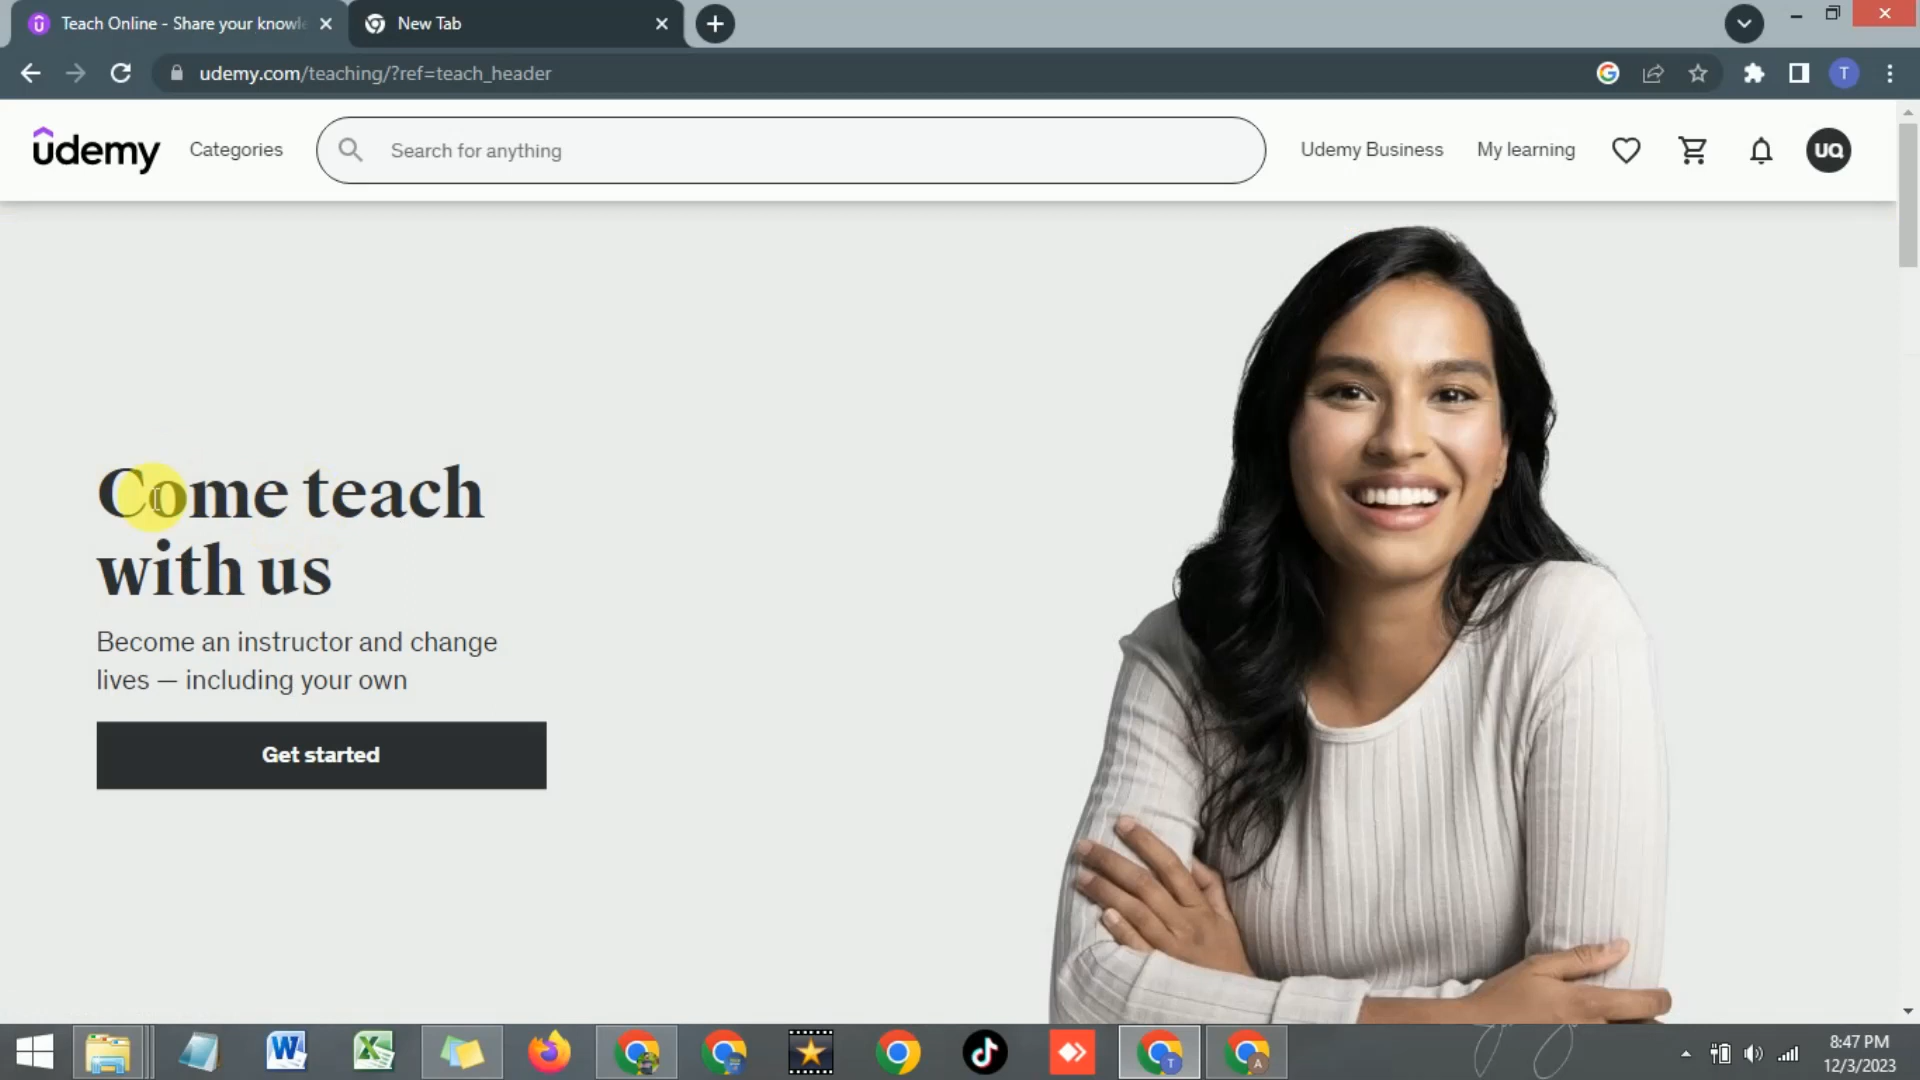 Teach Online - Share your knowle
New Tab
udemy.com/teaching/?ref=teach_header
T
udemy
Categories
Search for anything
Udemy Business
My learning
UQ
Come teach
with us
Become an instructor and change
lives — including your own
Get started
8:47 PM
12/3/2023